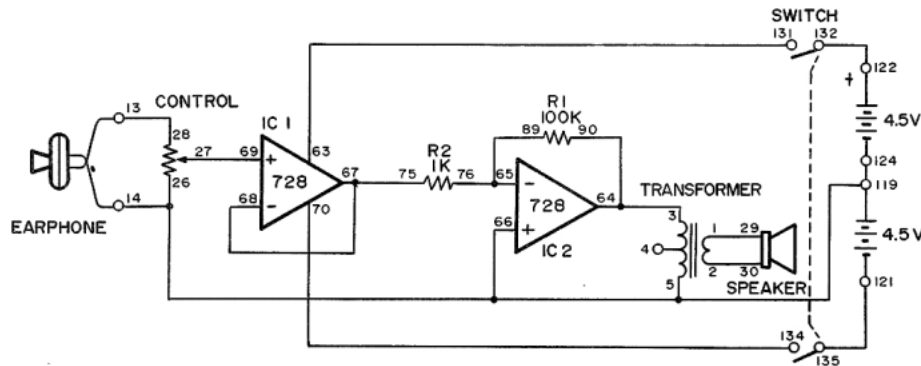 SWITCH
131 132
+ 122
13 CONTROL
IC 1
R1
100K
4.5V
28
89 90
27 69 + 63
R2
1K
124
26
728
67 75 76 65 −
119
14
68 − 70
728 64
TRANSFORMER
66 +
3
EARPHONE
1 29
4.5V
4
IC 2
2 30
5 SPEAKER
121
134
135